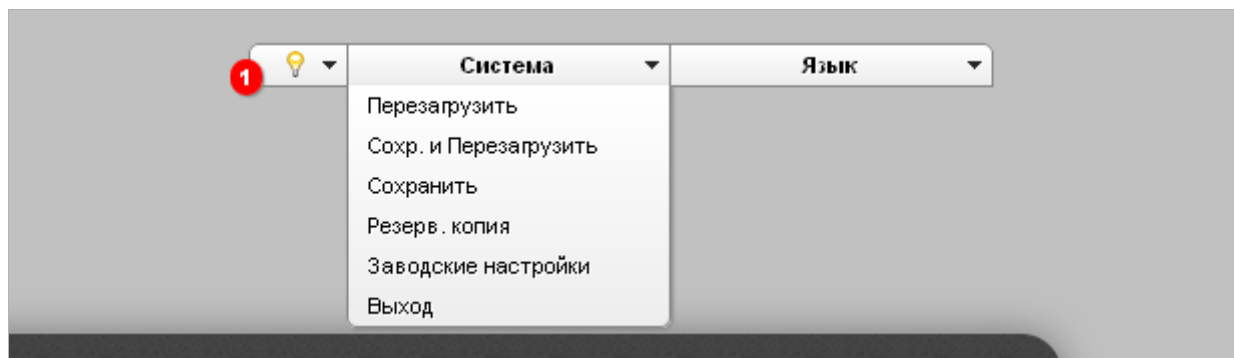 1
Система
Язык
Перезагрузить
Сохр. и Перезагрузить
Сохранить
Резерв. копия
Заводские настройки
Выход